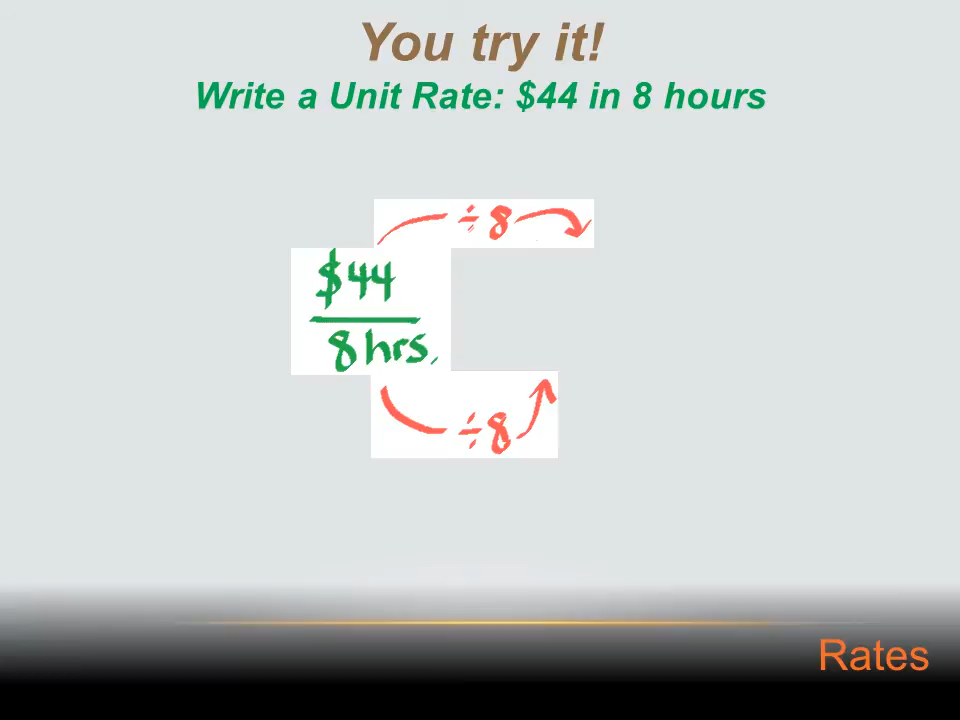 You try it!
Write a Unit Rate: $44 in 8 hours
÷8
$44
8 hrs.
÷8
Rates